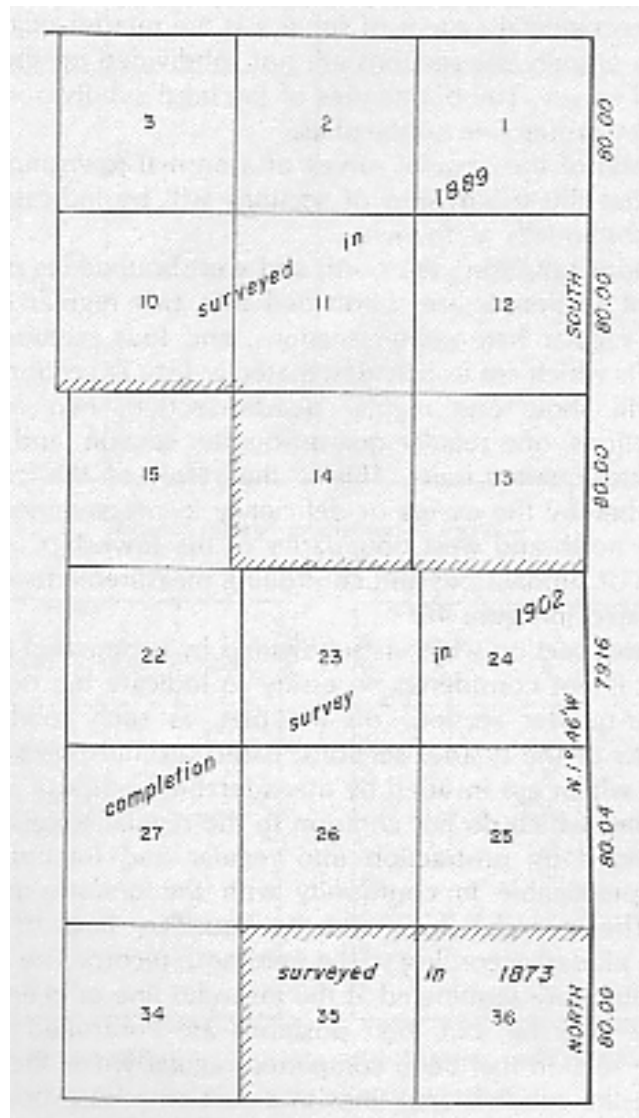 3 2 1 80.00
1889
surveyed in
10 11 12 SOUTH 80.00
15 14 13 80.00
1902
22 23 in 24 79.16
survey N 1° 46' W
completion
27 26 25 80.04
surveyed in 1873
34 35 36 NORTH 80.00